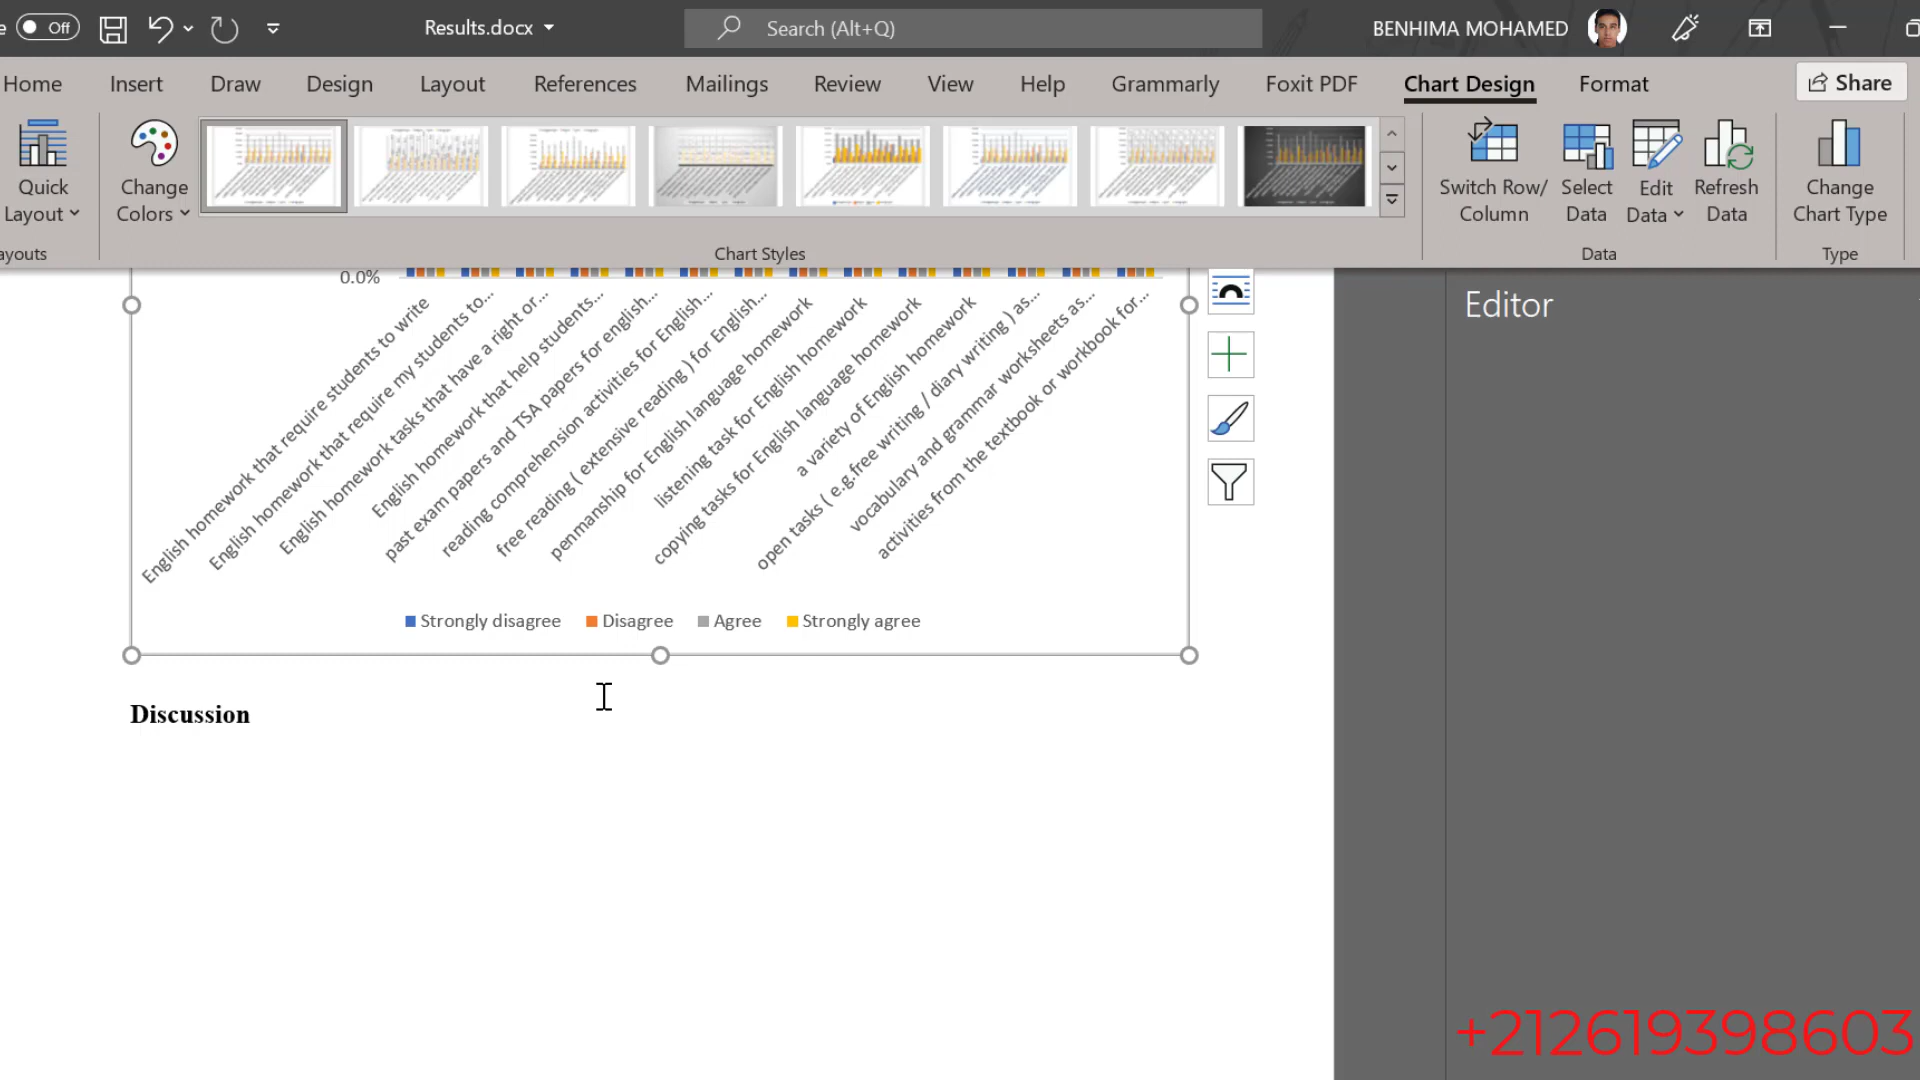 e Off Results.docx Search (Alt+Q) BENHIMA MOHAMED
Home Insert Draw Design Layout References Mailings Review View Help Grammarly Foxit PDF Chart Design Format Share
Quick Layout
Change Colors
Switch Row/ Column
Select Data
Edit Data
Refresh Data
Change Chart Type
ayouts Chart Styles Data Type
0.0%
English homework that require students to write
English homework that require my students to...
English homework tasks that have a right or...
English homework that help students...
past exam papers and TSA papers for english...
reading comprehension activities for English...
free reading ( extensive reading ) for English...
penmanship for English language homework
listening task for English homework
copying tasks for English language homework
a variety of English homework
open tasks ( e.g.free writing / diary writing ) as...
vocabulary and grammar worksheets as...
activities from the textbook or workbook for...
Strongly disagree Disagree Agree Strongly agree
Discussion
Editor
+212619398603